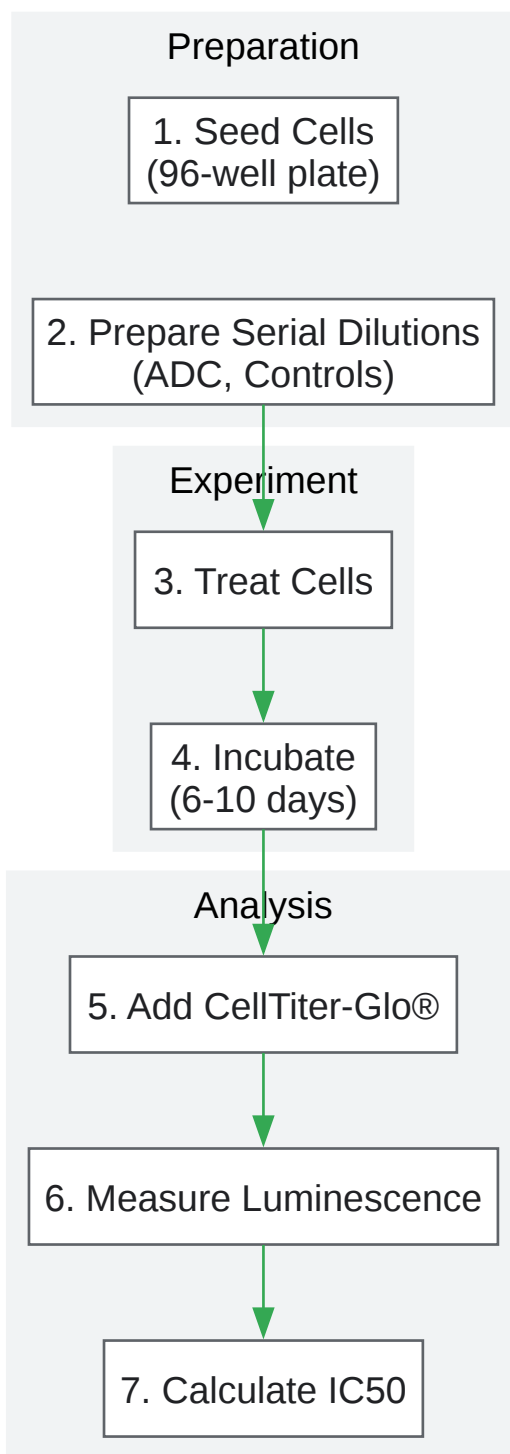 Preparation
1. Seed Cells
(96-well plate)
2. Prepare Serial Dilutions
(ADC, Controls)
Experiment
3. Treat Cells
4. Incubate
(6-10 days)
Analysis
5. Add CellTiter-Glo®
6. Measure Luminescence
7. Calculate IC50